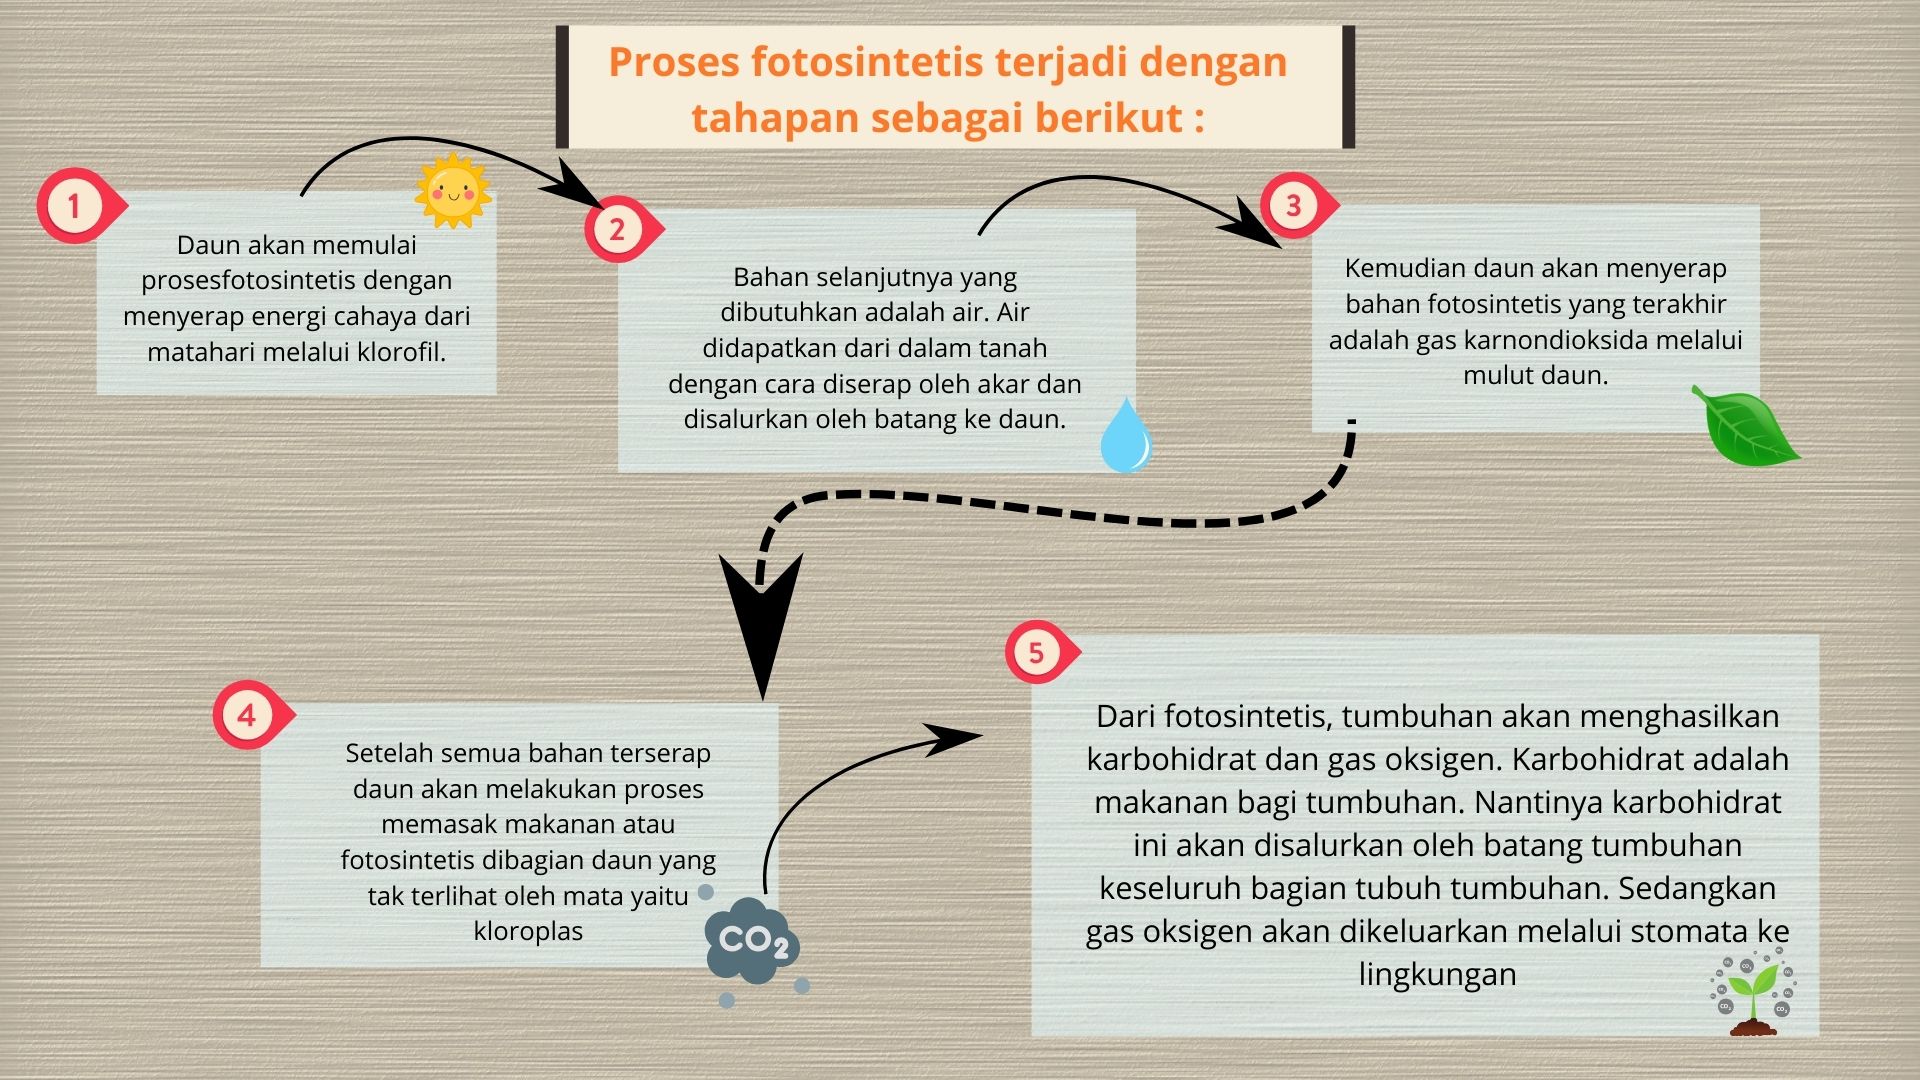 Proses fotosintetis terjadi dengan
tahapan sebagai berikut :
1
Daun akan memulai
prosesfotosintetis dengan
menyerap energi cahaya dari
matahari melalui klorofil.
2
Bahan selanjutnya yang
dibutuhkan adalah air. Air
didapatkan dari dalam tanah
dengan cara diserap oleh akar dan
disalurkan oleh batang ke daun.
3
Kemudian daun akan menyerap
bahan fotosintetis yang terakhir
adalah gas karnondioksida melalui
mulut daun.
4
Setelah semua bahan terserap
daun akan melakukan proses
memasak makanan atau
fotosintetis dibagian daun yang
tak terlihat oleh mata yaitu
kloroplas
CO₂
5
Dari fotosintetis, tumbuhan akan menghasilkan
karbohidrat dan gas oksigen. Karbohidrat adalah
makanan bagi tumbuhan. Nantinya karbohidrat
ini akan disalurkan oleh batang tumbuhan
keseluruh bagian tubuh tumbuhan. Sedangkan
gas oksigen akan dikeluarkan melalui stomata ke
lingkungan